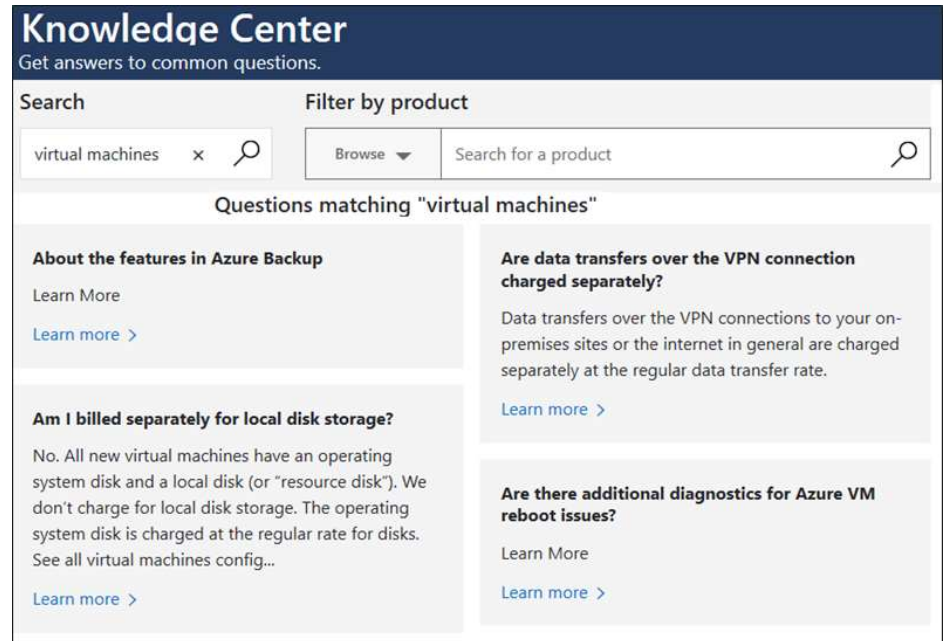 Knowledge Center
Get answers to common questions.
Search
Filter by product
virtual machines ×
Browse
Search for a product
Questions matching "virtual machines"
About the features in Azure Backup
Learn More
Learn more >
Am I billed separately for local disk storage?
No. All new virtual machines have an operating
system disk and a local disk (or “resource disk”). We
don’t charge for local disk storage. The operating
system disk is charged at the regular rate for disks.
See all virtual machines config...
Learn more >
Are data transfers over the VPN connection
charged separately?
Data transfers over the VPN connections to your on-
premises sites or the internet in general are charged
separately at the regular data transfer rate.
Learn more >
Are there additional diagnostics for Azure VM
reboot issues?
Learn More
Learn more >